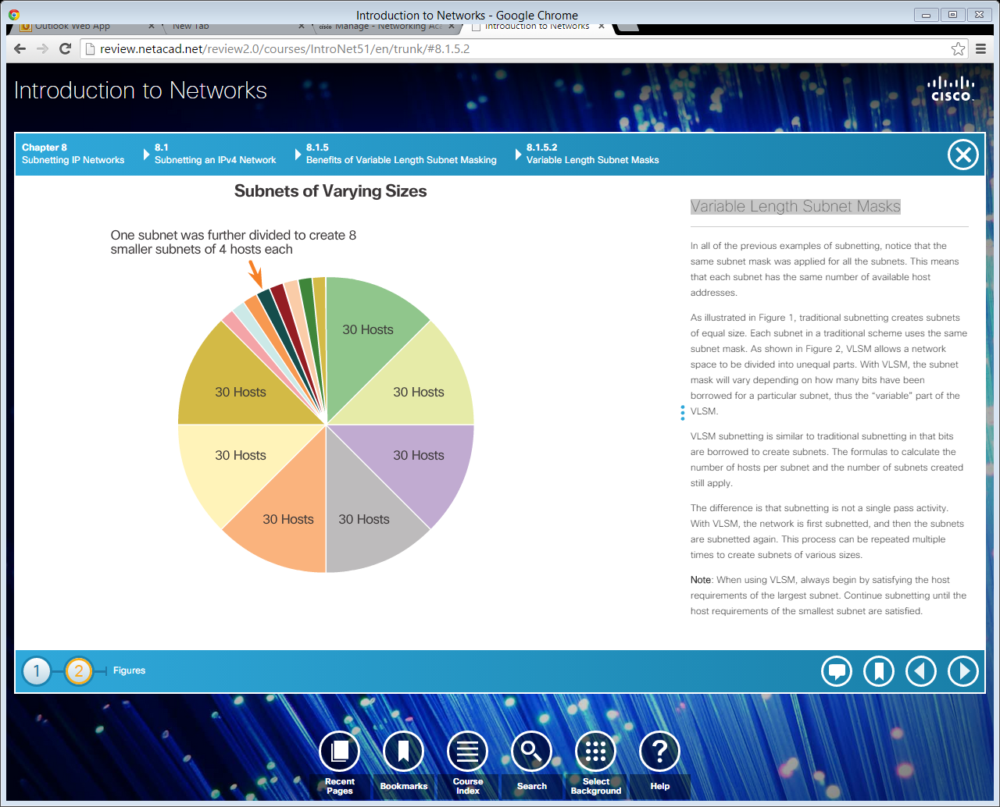 Introduction to Networks - Google Chrome
Outlook Web App
New Tab
cisco Manage - Networking Aca
Introduction to Networks
review.netacad.net/review2.0/courses/IntroNet51/en/trunk/#8.1.5.2
Introduction to Networks
CISCO
Chapter 8
Subnetting IP Networks
8.1
Subnetting an IPv4 Network
8.1.5
Benefits of Variable Length Subnet Masking
8.1.5.2
Variable Length Subnet Masks
Subnets of Varying Sizes
One subnet was further divided to create 8
smaller subnets of 4 hosts each
30 Hosts
30 Hosts
30 Hosts
30 Hosts
30 Hosts
30 Hosts
30 Hosts
Variable Length Subnet Masks
In all of the previous examples of subnetting, notice that the
same subnet mask was applied for all the subnets. This means
that each subnet has the same number of available host
addresses.
As illustrated in Figure 1, traditional subnetting creates subnets
of equal size. Each subnet in a traditional scheme uses the same
subnet mask. As shown in Figure 2, VLSM allows a network
space to be divided into unequal parts. With VLSM, the subnet
mask will vary depending on how many bits have been
borrowed for a particular subnet, thus the “variable” part of the
VLSM.
VLSM subnetting is similar to traditional subnetting in that bits
are borrowed to create subnets. The formulas to calculate the
number of hosts per subnet and the number of subnets created
still apply.
The difference is that subnetting is not a single pass activity.
With VLSM, the network is first subnetted, and then the subnets
are subnetted again. This process can be repeated multiple
times to create subnets of various sizes.
Note: When using VLSM, always begin by satisfying the host
requirements of the largest subnet. Continue subnetting until the
host requirements of the smallest subnet are satisfied.
1
2
Figures
Recent
Pages
Bookmarks
Course
Index
Search
Select
Background
?
Help